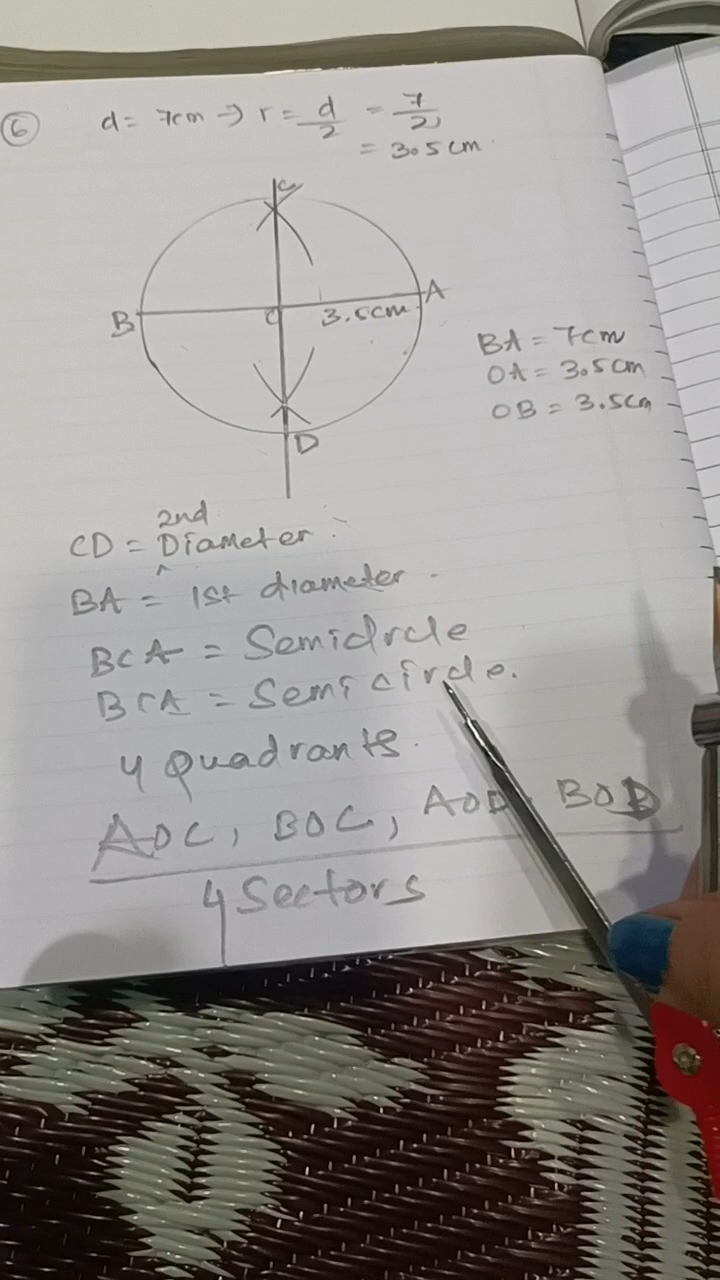 6 d = 7cm => r = d/2 = 7/2
= 3.5 cm
C
A
B
O
3.5cm
D
BA = 7cm
OA = 3.5cm
OB = 3.5cm
2nd
CD = ^ Diameter.
BA = 1st diameter.
BCA = Semicircle
BCA = Semicircle.
4 Quadrants.
AOC, BOC, AOD, BOD
4 Sectors